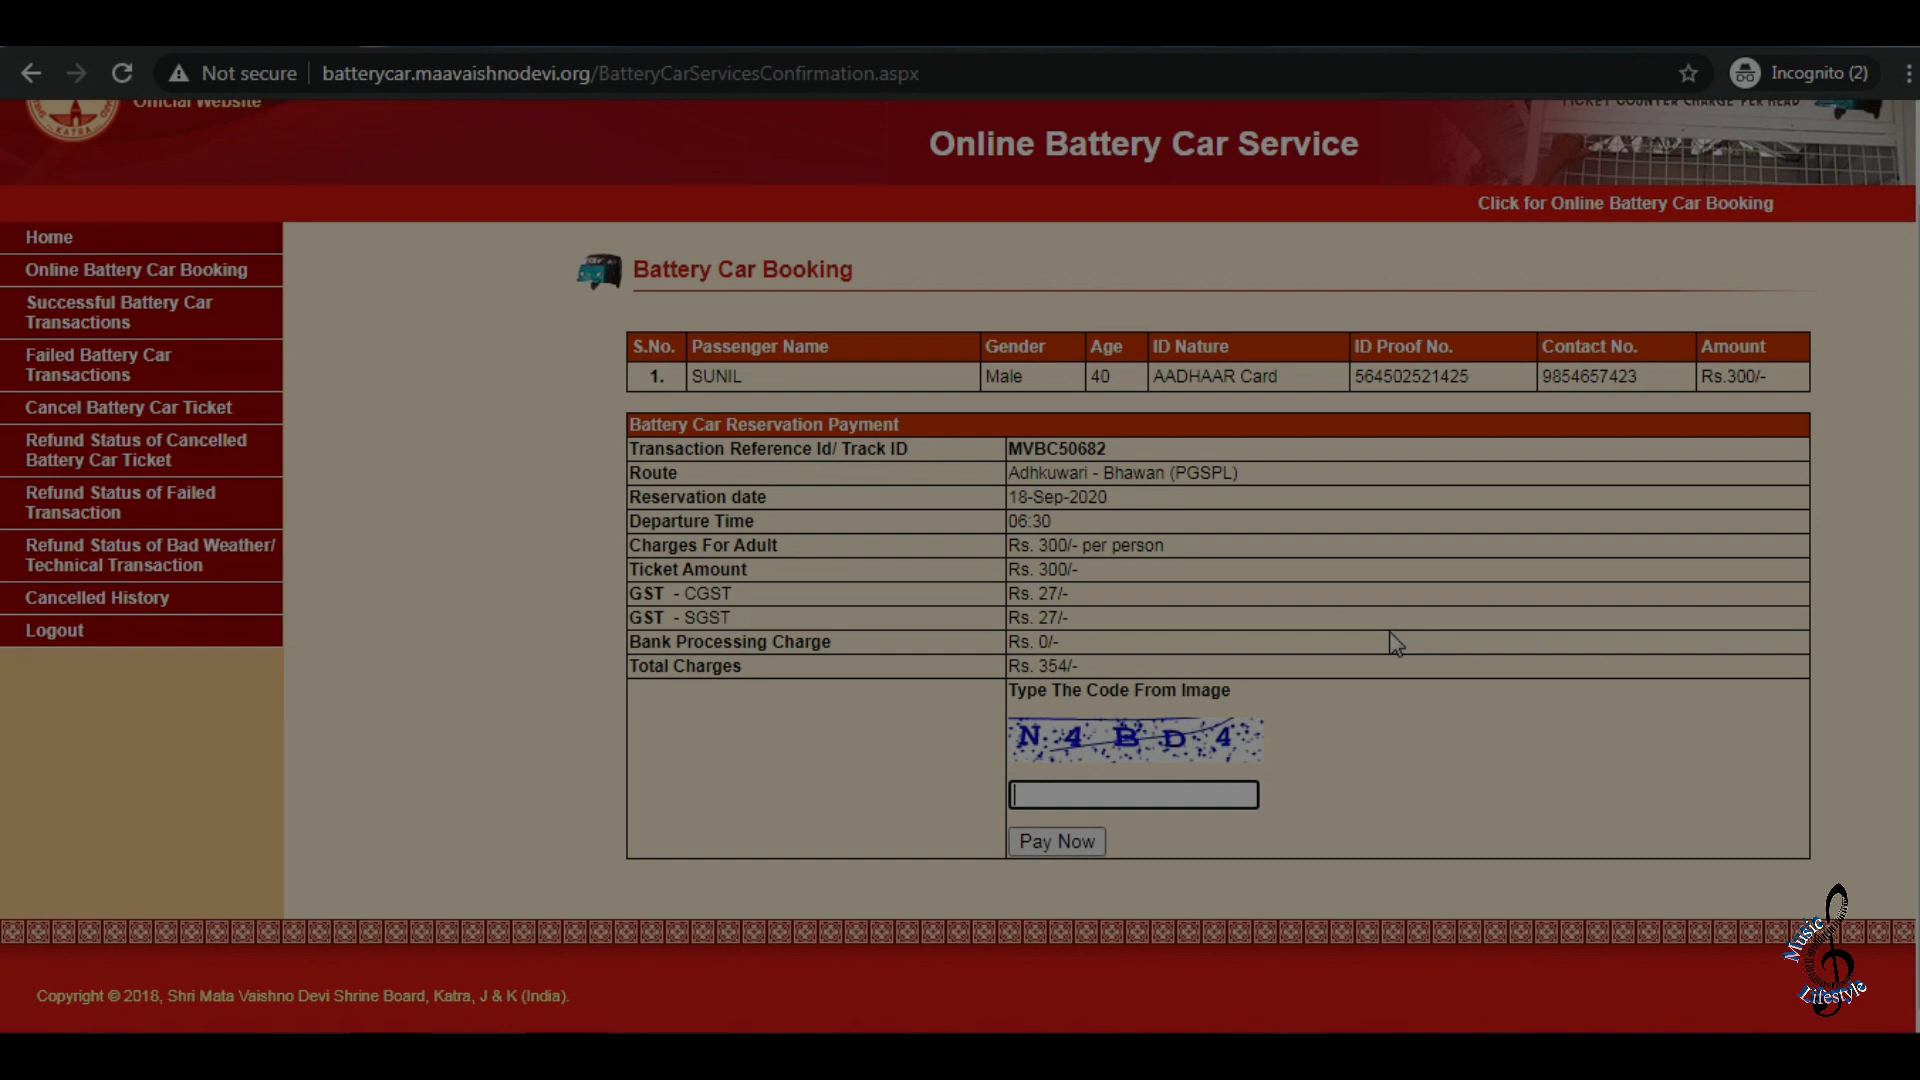 Not secure batterycar.maavaishnodevi.org/BatteryCarServicesConfirmation.aspx Incognito (2)
KATRA
Official Website
TICKET COUNTER CHARGE PER HEAD
Online Battery Car Service
Click for Online Battery Car Booking
Home
Online Battery Car Booking
Successful Battery Car
Transactions
Failed Battery Car
Transactions
Cancel Battery Car Ticket
Refund Status of Cancelled
Battery Car Ticket
Refund Status of Failed
Transaction
Refund Status of Bad Weather/
Technical Transaction
Cancelled History
Logout
Battery Car Booking
S.No. Passenger Name Gender Age ID Nature ID Proof No. Contact No. Amount
1. SUNIL Male 40 AADHAAR Card 564502521425 9854657423 Rs.300/-
Battery Car Reservation Payment
Transaction Reference Id/ Track ID MVBC50682
Route Adhkuwari - Bhawan (PGSPL)
Reservation date 18-Sep-2020
Departure Time 06:30
Charges For Adult Rs. 300/- per person
Ticket Amount Rs. 300/-
GST - CGST Rs. 27/-
GST - SGST Rs. 27/-
Bank Processing Charge Rs. 0/-
Total Charges Rs. 354/-
Type The Code From Image
N 4 B D 4
Pay Now
Music
Lifestyle
Copyright © 2018, Shri Mata Vaishno Devi Shrine Board, Katra, J & K (India).